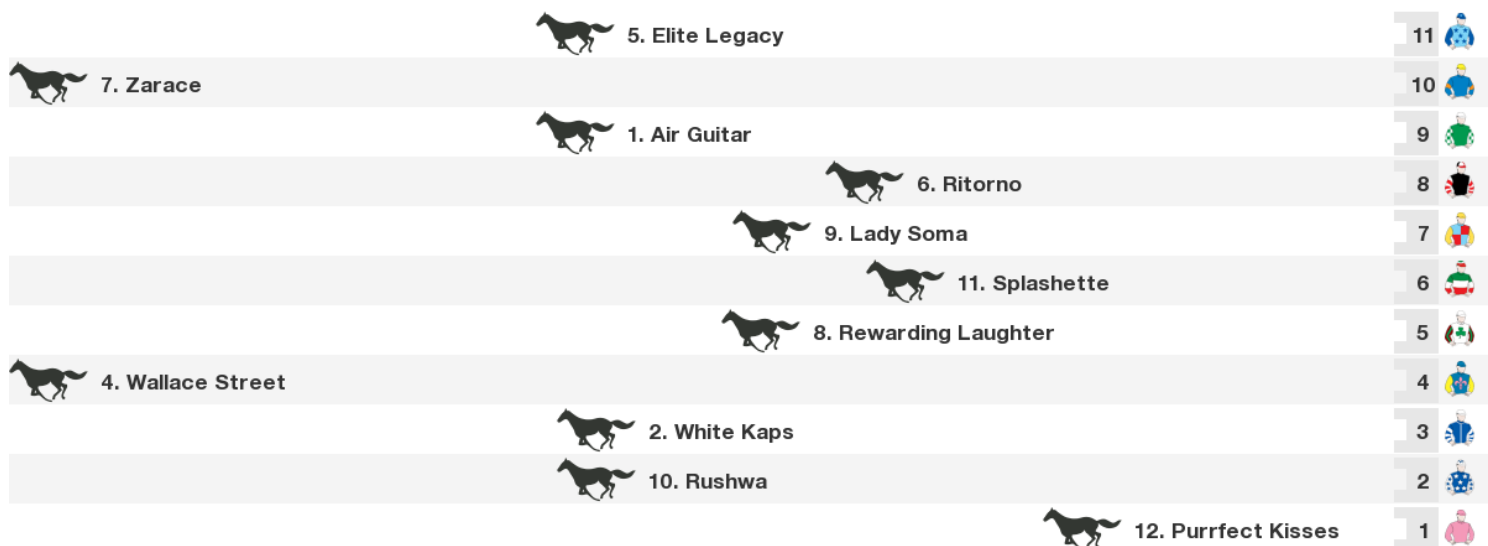 5. Elite Legacy 11
7. Zarace 10
1. Air Guitar 9
6. Ritorno 8
9. Lady Soma 7
11. Splashette 6
8. Rewarding Laughter 5
4. Wallace Street 4
2. White Kaps 3
10. Rushwa 2
12. Purrfect Kisses 1